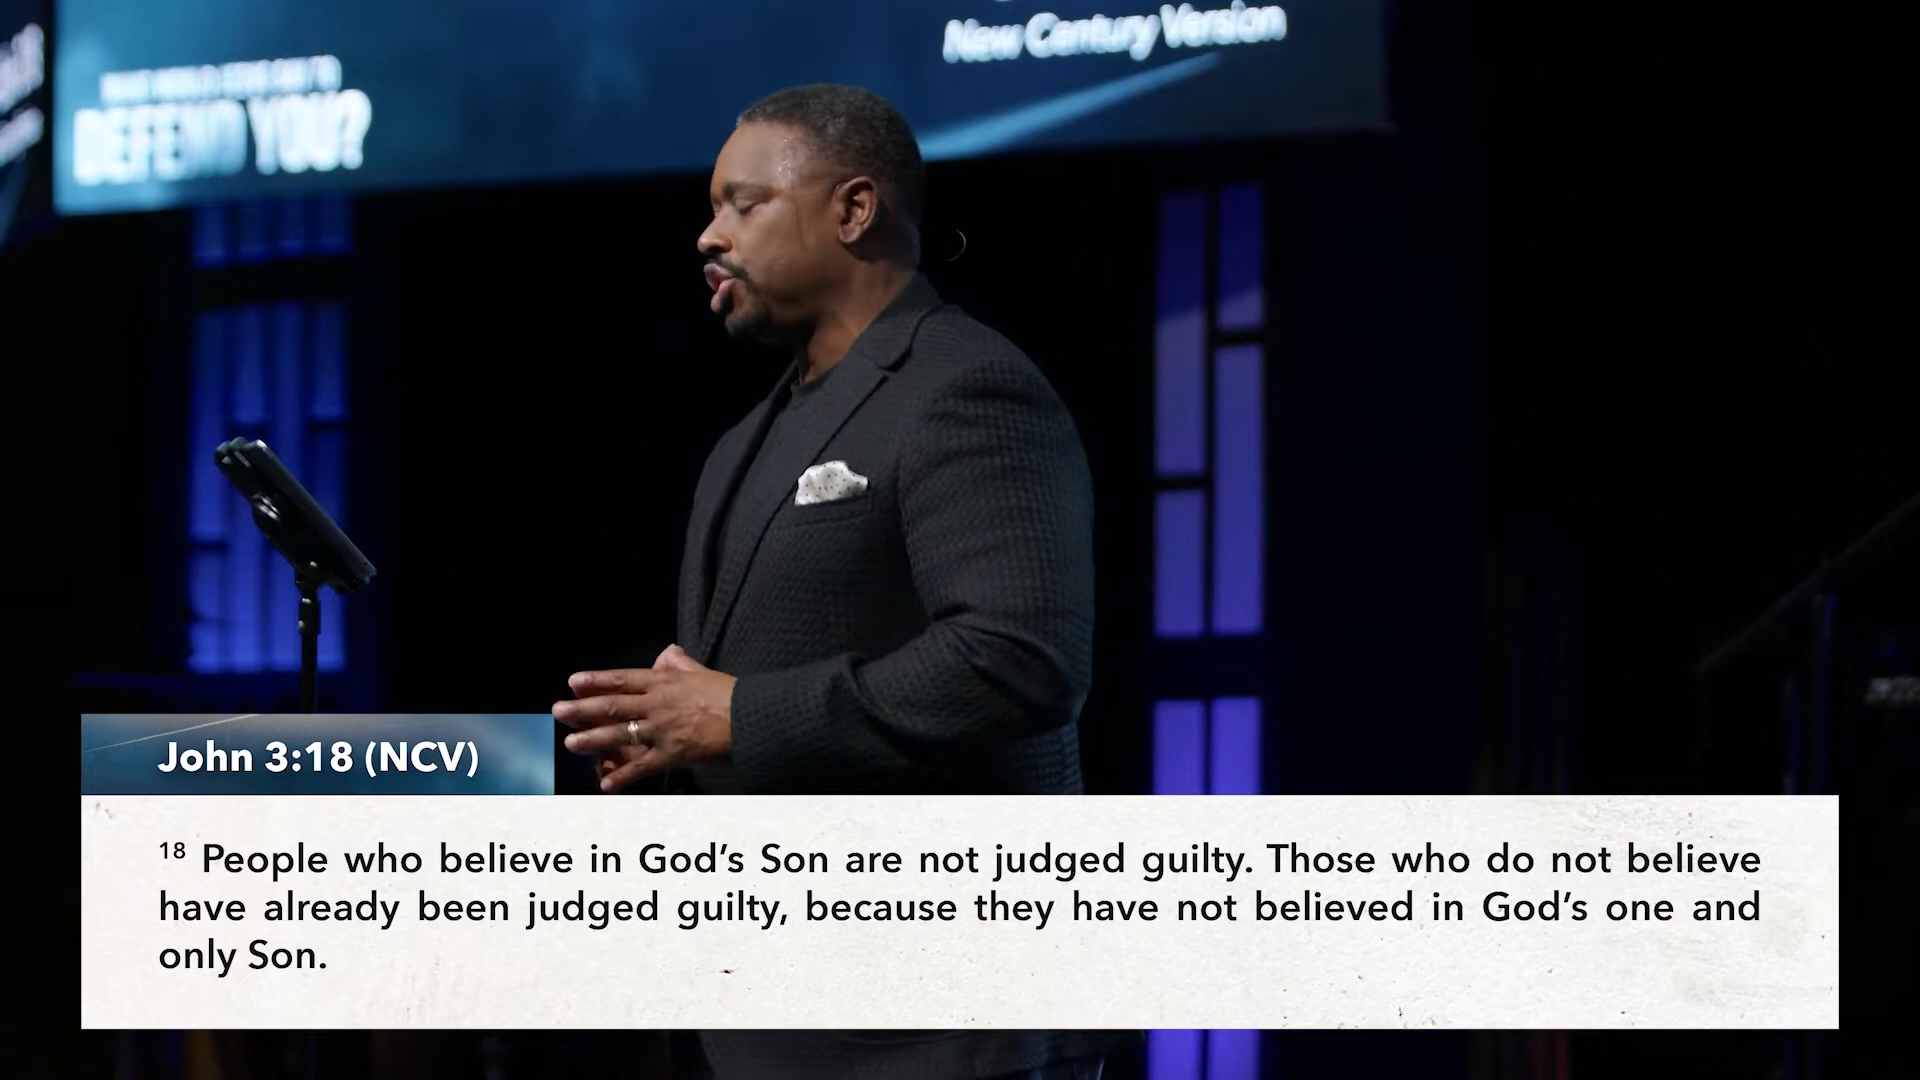 New Century Version
DEFEND YOU?
John 3:18 (NCV)
18 People who believe in God’s Son are not judged guilty. Those who do not believe
have already been judged guilty, because they have not believed in God’s one and
only Son.